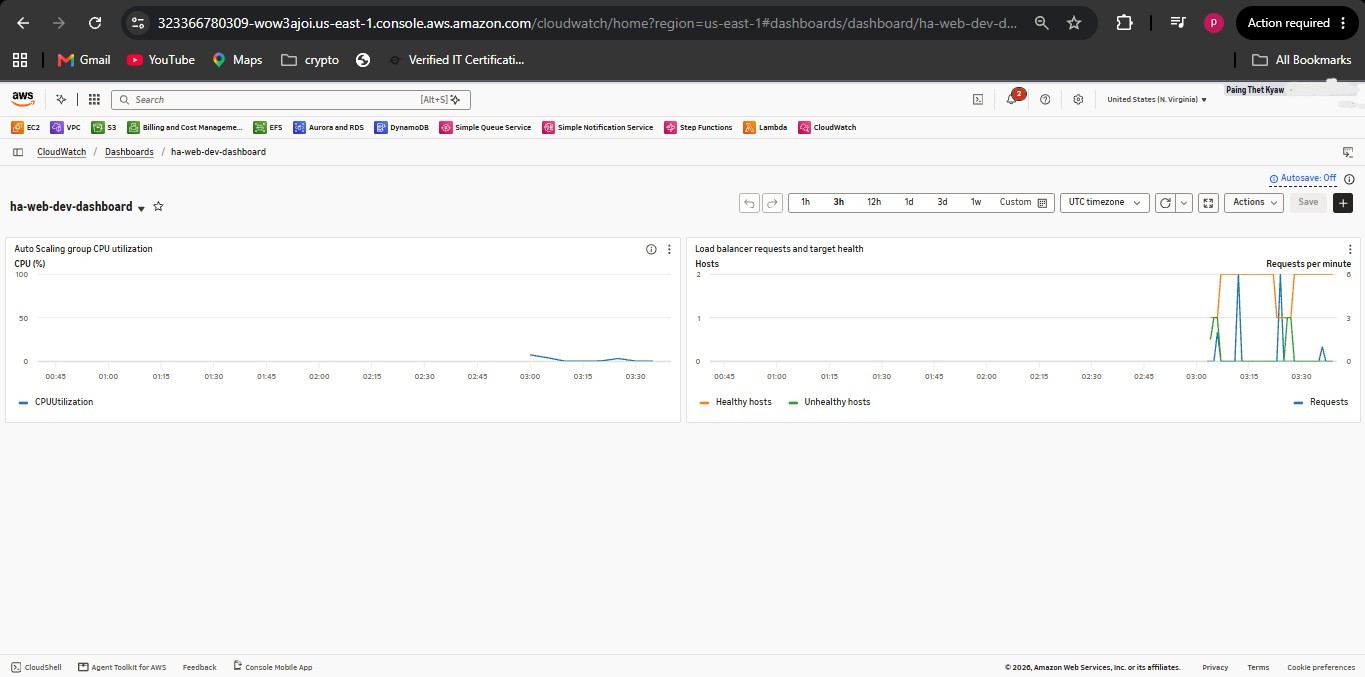 323366780309-wow3ajoi.us-east-1.console.aws.amazon.com/cloudwatch/home?region=us-east-1#dashboards/dashboard/ha-web-dev-d...
P
Action required
Gmail YouTube Maps crypto Verified IT Certificati... All Bookmarks
aws Search [Alt+S] 2 United States (N. Virginia) Paing Thet Kyaw
EC2 VPC S3 Billing and Cost Manageme... EFS Aurora and RDS DynamoDB Simple Queue Service Simple Notification Service Step Functions Lambda CloudWatch
CloudWatch / Dashboards / ha-web-dev-dashboard
Autosave: Off
ha-web-dev-dashboard 1h 3h 12h 1d 3d 1w Custom UTC timezone Actions Save +
Auto Scaling group CPU utilization
CPU (%)
100
50
0
00:45 01:00 01:15 01:30 01:45 02:00 02:15 02:30 02:45 03:00 03:15 03:30
CPUUtilization
Load balancer requests and target health
Hosts Requests per minute
2 6
1 3
0 0
00:45 01:00 01:15 01:30 01:45 02:00 02:15 02:30 02:45 03:00 03:15 03:30
Healthy hosts Unhealthy hosts Requests
CloudShell Agent Toolkit for AWS Feedback Console Mobile App © 2026, Amazon Web Services, Inc. or its affiliates. Privacy Terms Cookie preferences